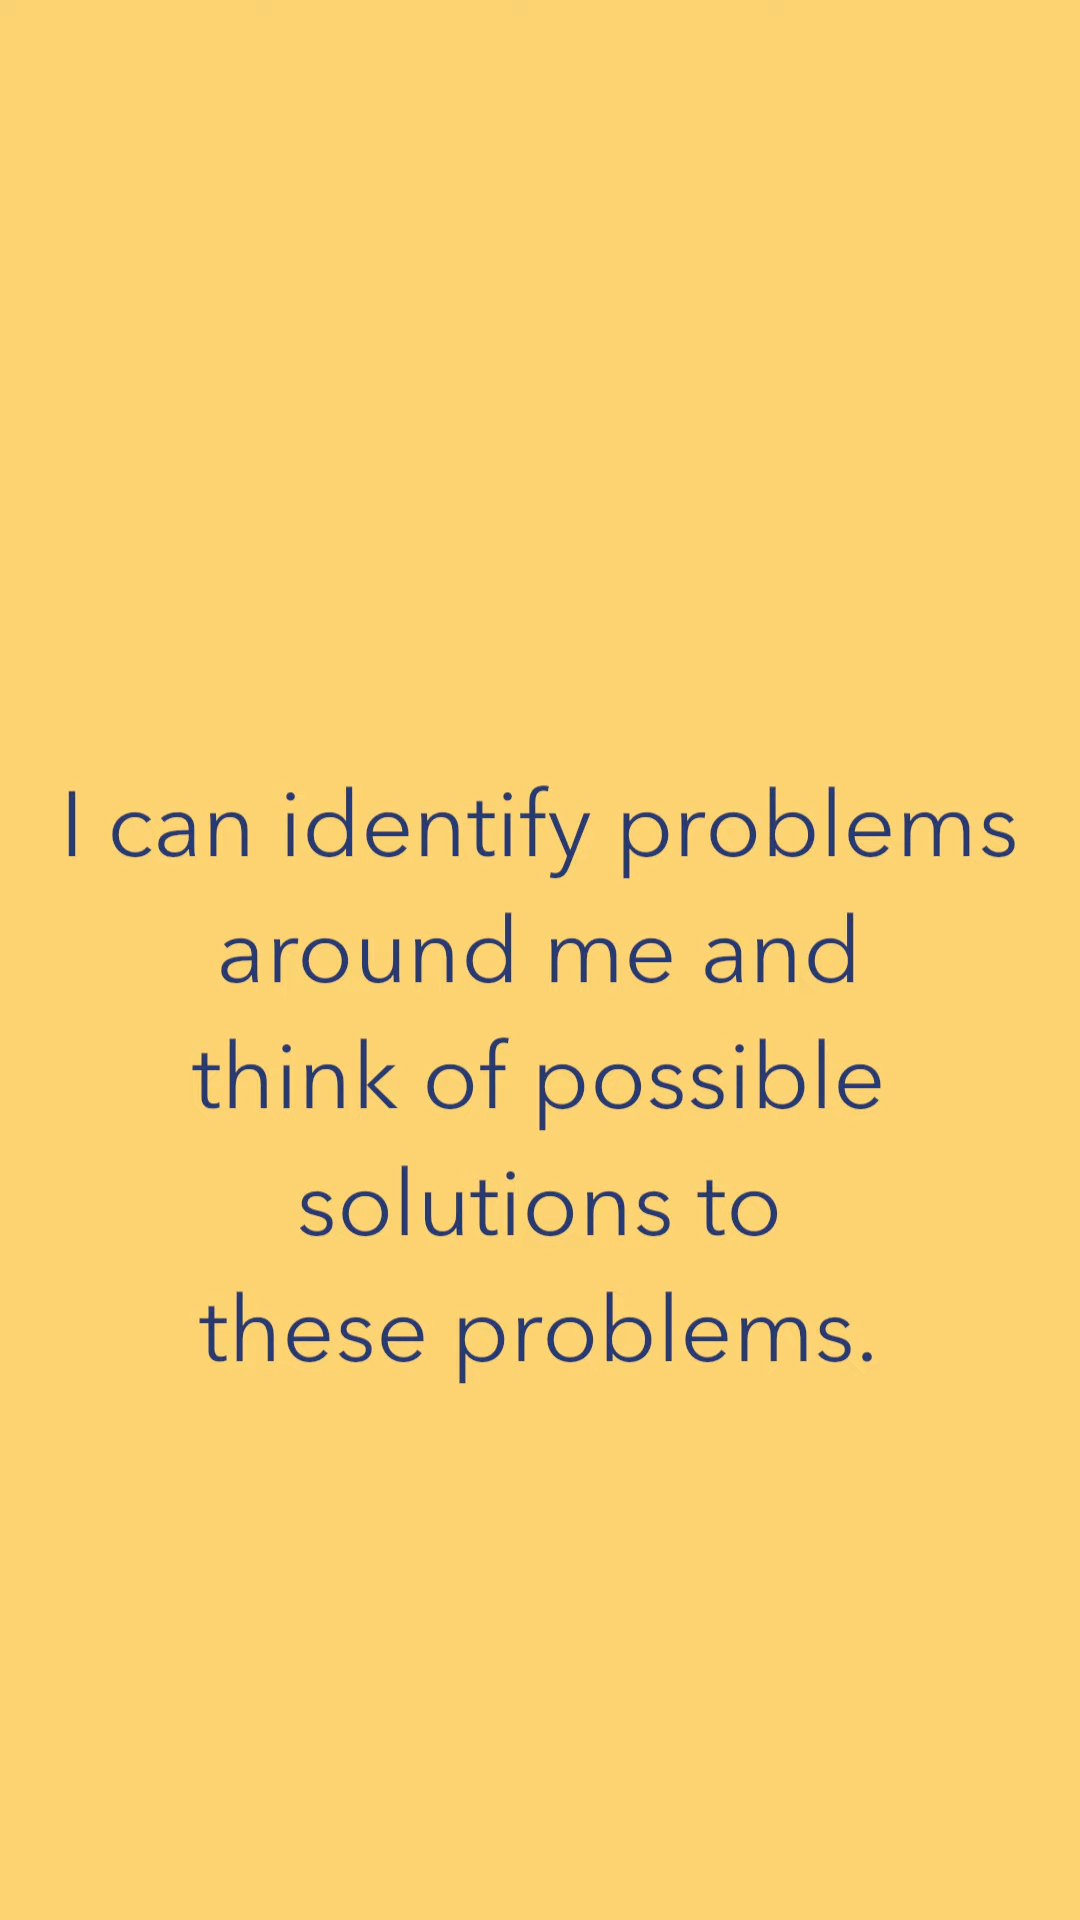 I can identify problems
around me and
think of possible
solutions to
these problems.